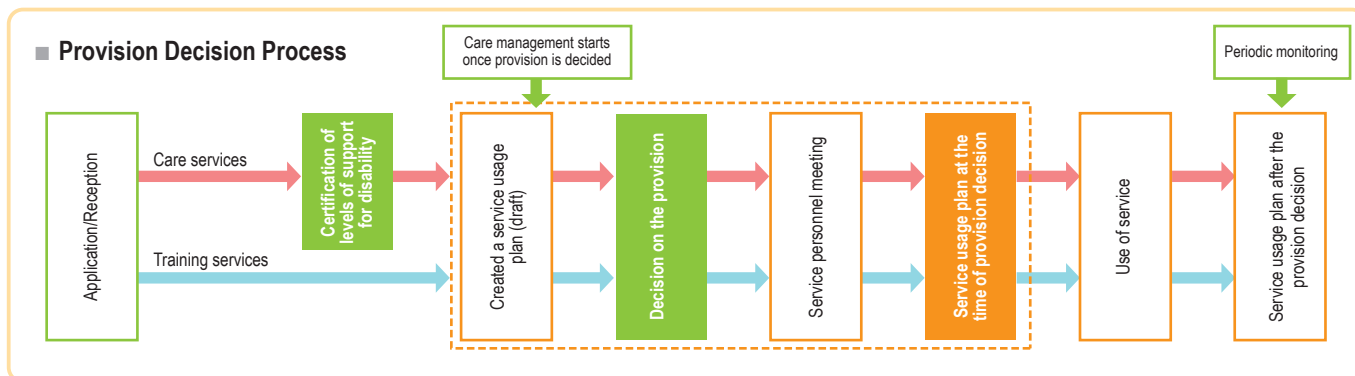 ■ Provision Decision Process
Care management starts
once provision is decided
Periodic monitoring
Application/Reception
Care services
Training services
Certification of
levels of support
for disability
Created a service usage
plan (draft)
Decision on the provision
Service personnel meeting
Service usage plan at the
time of provision decision
Use of service
Service usage plan after the
provision decision